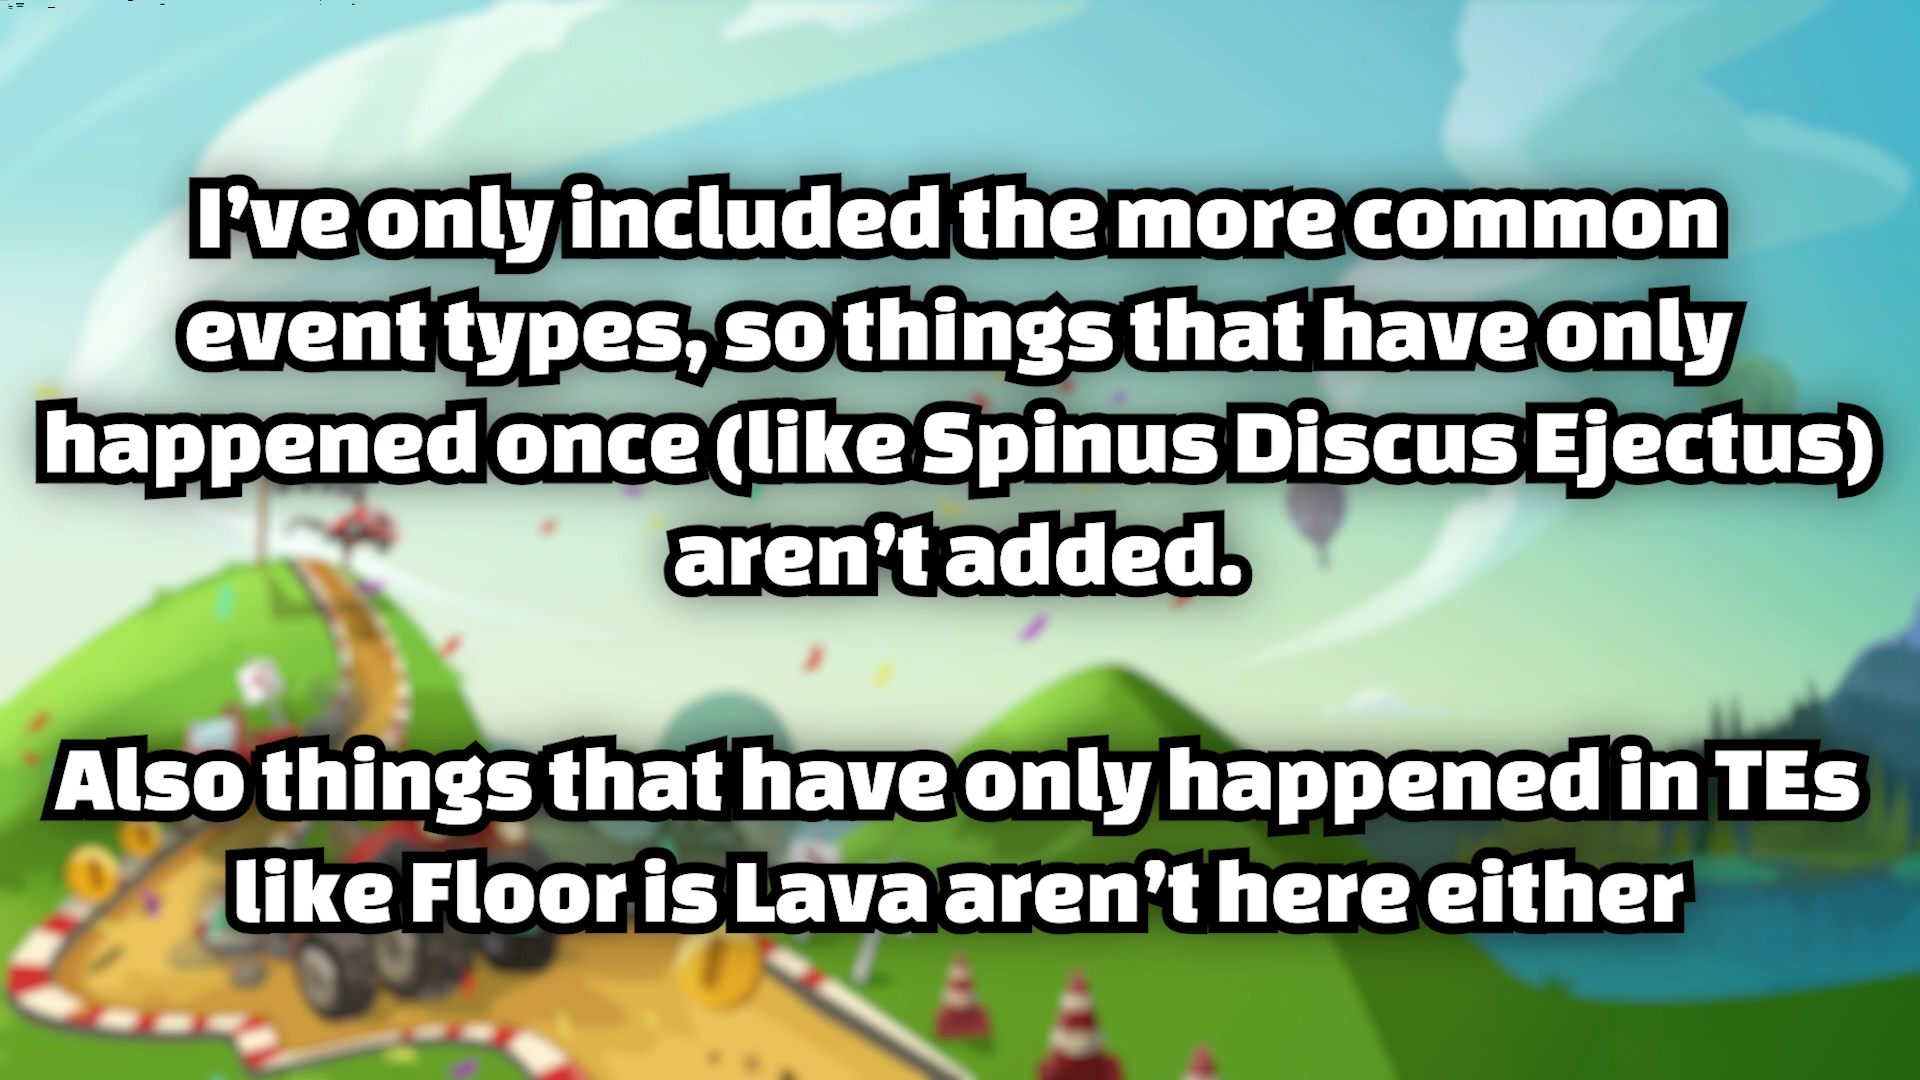 I’ve only included the more common
event types, so things that have only
happened once (like Spinus Discus Ejectus)
aren’t added.
Also things that have only happened in TEs
like Floor is Lava aren’t here either